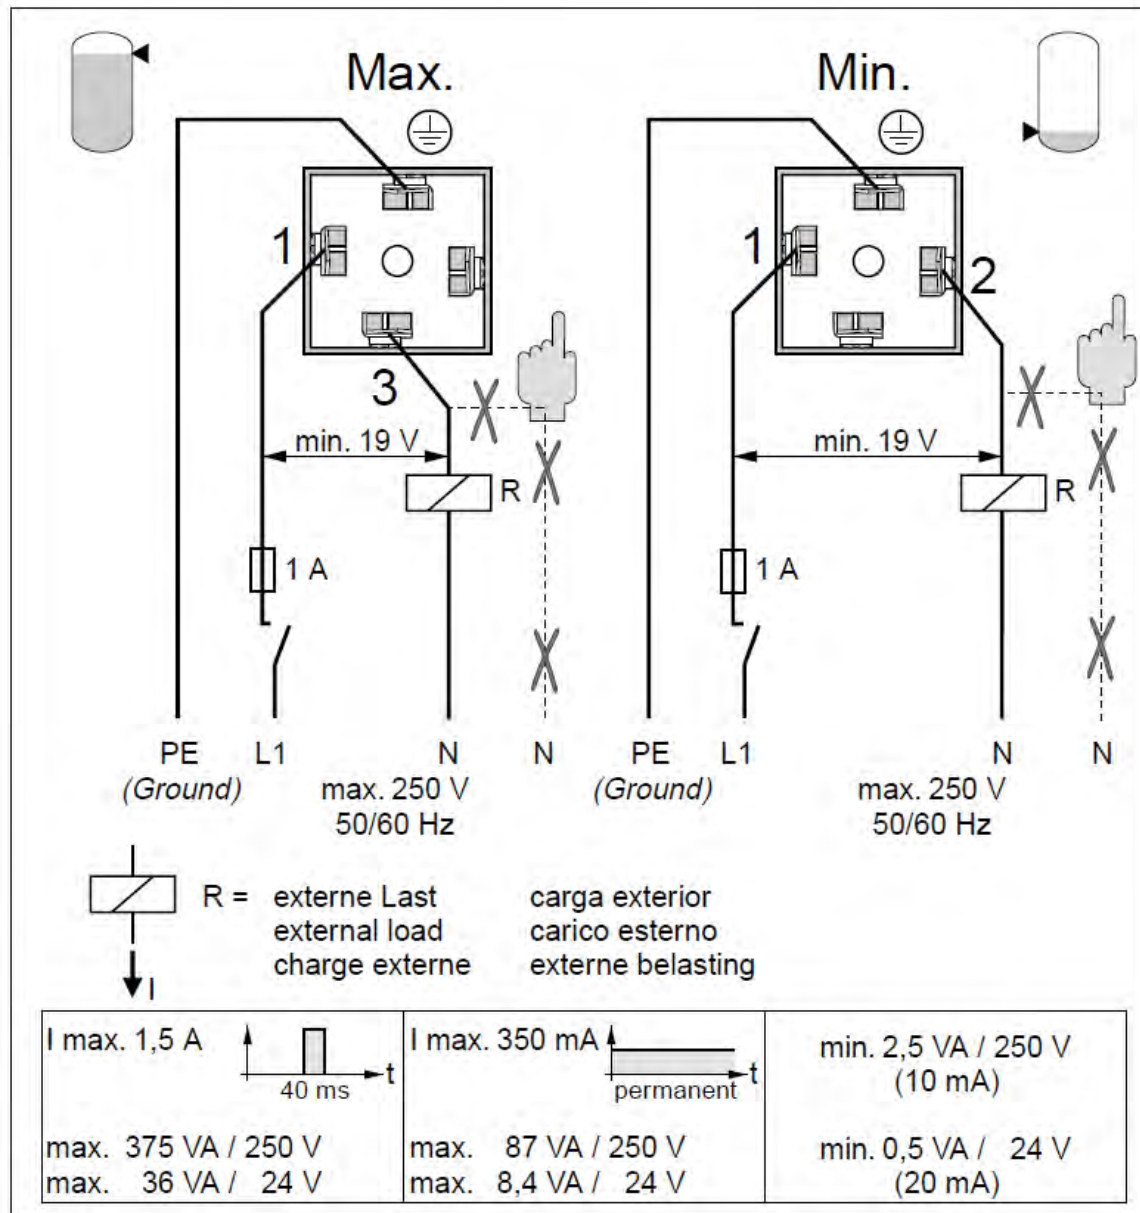 Max.
Min.
1
3
1
2
min. 19 V
min. 19 V
R
R
1 A
1 A
PE
L1
N
N
PE
L1
N
N
(Ground)
max. 250 V
(Ground)
max. 250 V
50/60 Hz
50/60 Hz
R = externe Last carga exterior
external load carico esterno
charge externe externe belasting
I
I max. 1,5 A
t
40 ms
max. 375 VA / 250 V
max. 36 VA / 24 V
I max. 350 mA
t
permanent
max. 87 VA / 250 V
max. 8,4 VA / 24 V
min. 2,5 VA / 250 V
(10 mA)
min. 0,5 VA / 24 V
(20 mA)